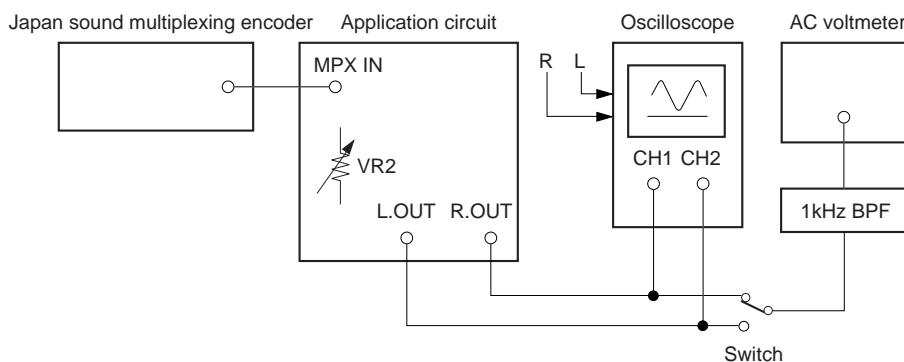 Japan sound multiplexing encoder
Application circuit
Oscilloscope
AC voltmeter
MPX IN
R L
VR2
CH1 CH2
L.OUT R.OUT
1kHz BPF
Switch